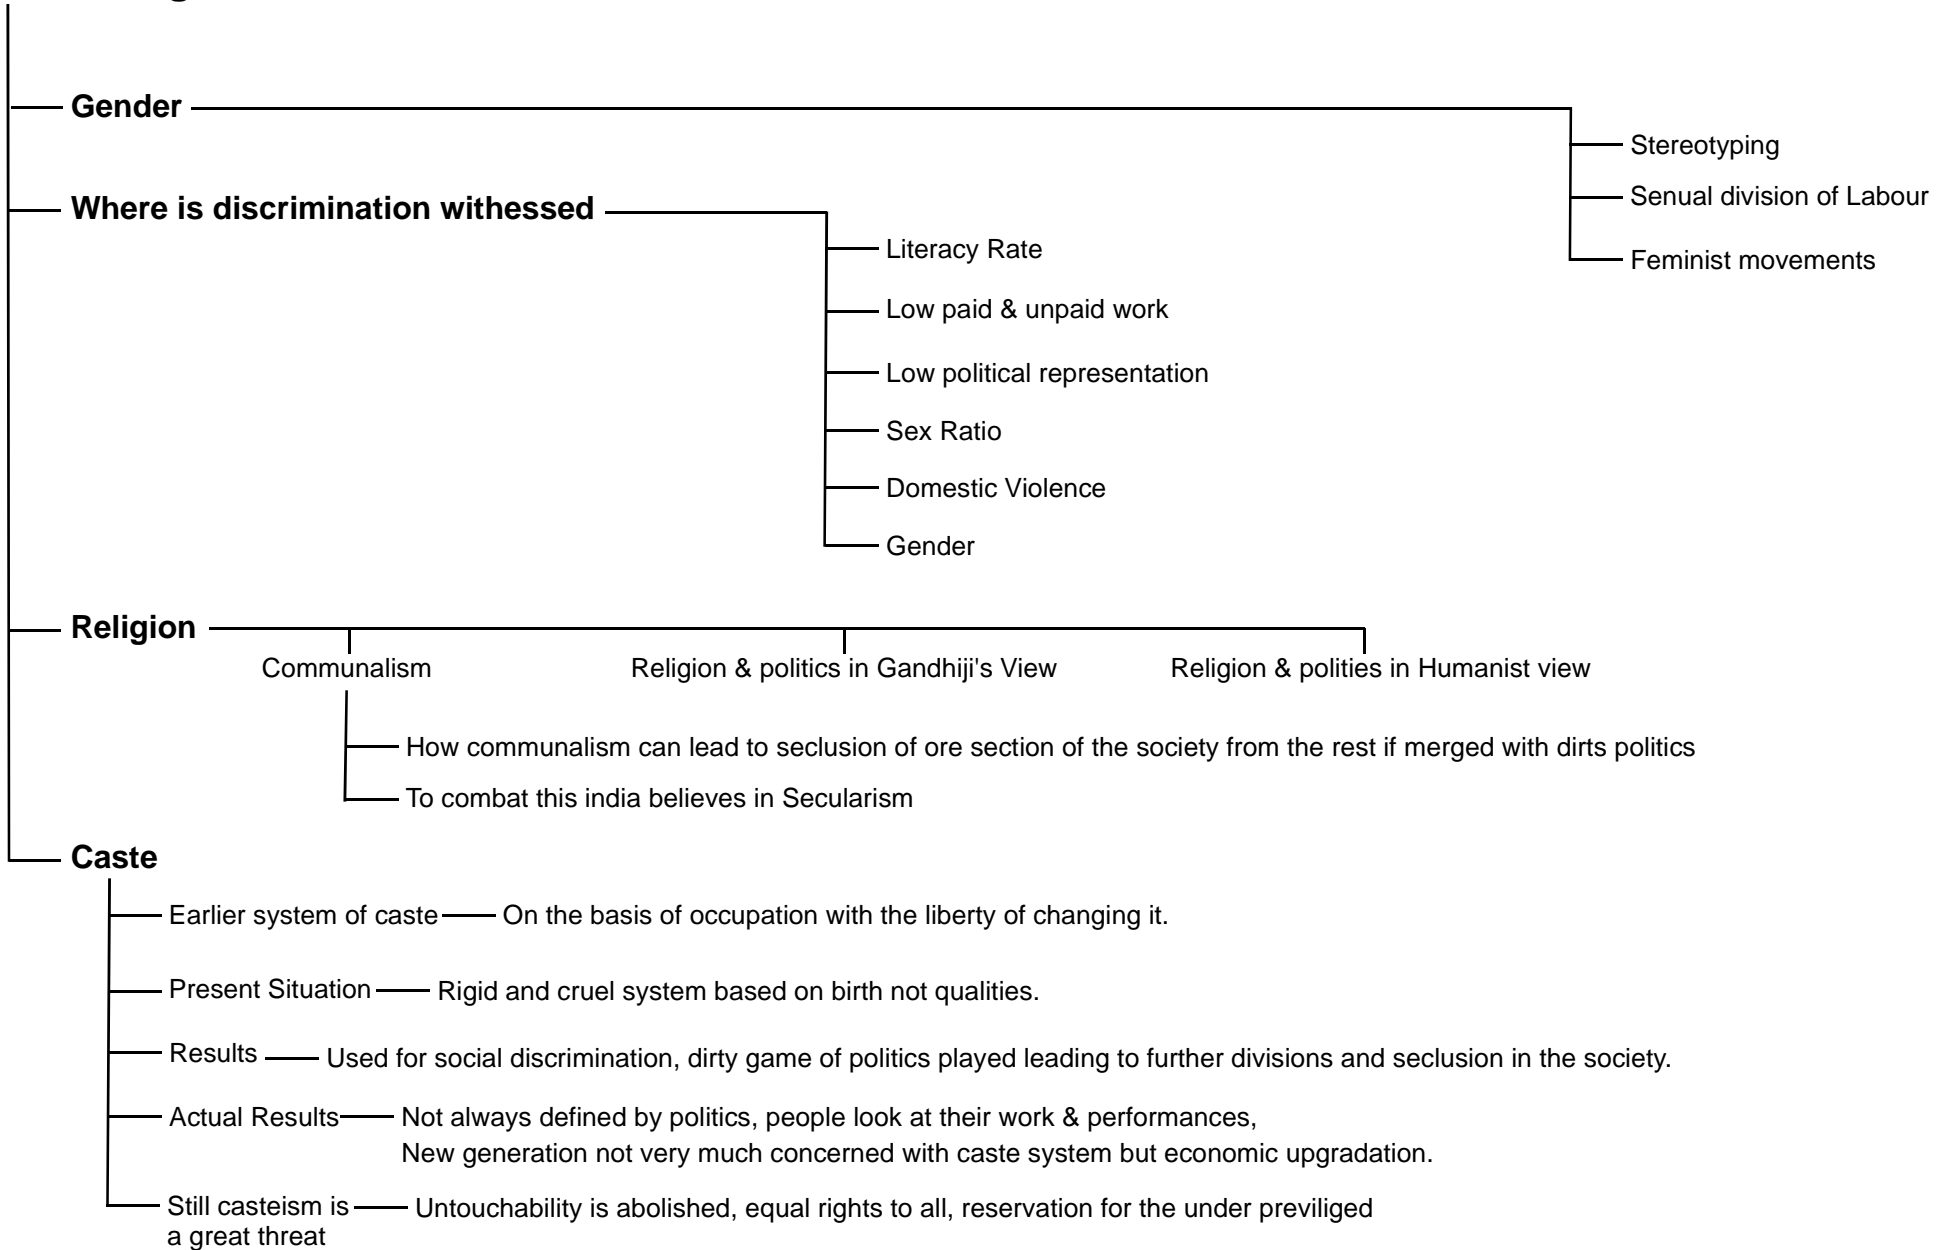 Gender
Stereotyping
Senual division of Labour
Feminist movements
Where is discrimination withessed
Literacy Rate
Low paid & unpaid work
Low political representation
Sex Ratio
Domestic Violence
Gender
Religion
Communalism
Religion & politics in Gandhiji's View
Religion & polities in Humanist view
How communalism can lead to seclusion of ore section of the society from the rest if merged with dirts politics
To combat this india believes in Secularism
Caste
Earlier system of caste On the basis of occupation with the liberty of changing it.
Present Situation Rigid and cruel system based on birth not qualities.
Results Used for social discrimination, dirty game of politics played leading to further divisions and seclusion in the society.
Actual Results Not always defined by politics, people look at their work & performances,
New generation not very much concerned with caste system but economic upgradation.
Still casteism is Untouchability is abolished, equal rights to all, reservation for the under previliged
a great threat